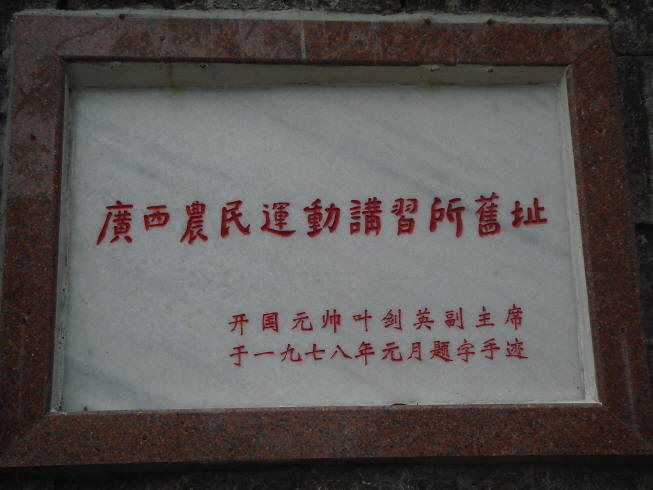 廣西農民運動講習所舊址
开国元帅叶剑英副主席
于一九七八年元月题字手迹